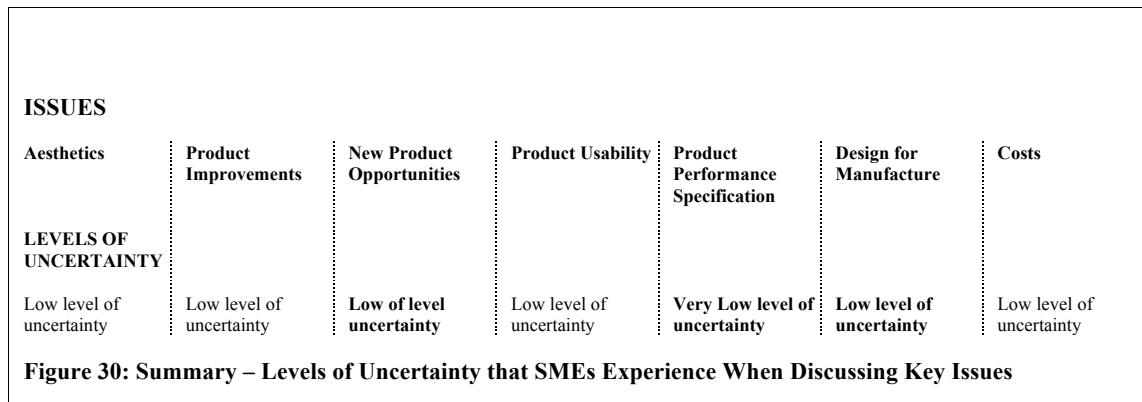 ISSUES
Aesthetics
Product
Improvements
New Product
Opportunities
Product Usability
Product
Performance
Specification
Design for
Manufacture
Costs
LEVELS OF
UNCERTAINTY
Low level of
uncertainty
Low level of
uncertainty
Low of level
uncertainty
Low level of
uncertainty
Very Low level of
uncertainty
Low level of
uncertainty
Low level of
uncertainty
Figure 30: Summary – Levels of Uncertainty that SMEs Experience When Discussing Key Issues